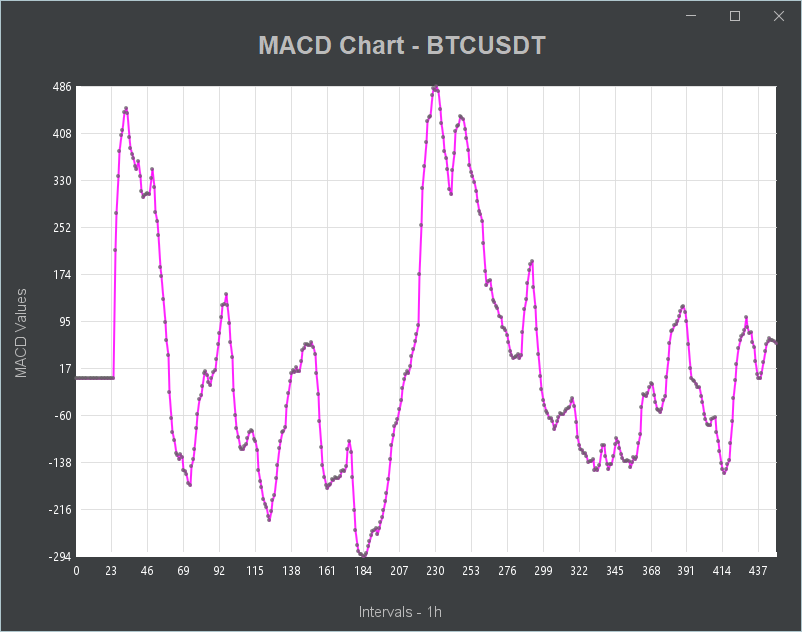 MACD Chart - BTCUSDT
486
408
330
252
174
95
17
-60
-138
-216
-294
MACD Values
0 23 46 69 92 115 138 161 184 207 230 253 276 299 322 345 368 391 414 437
Intervals - 1h